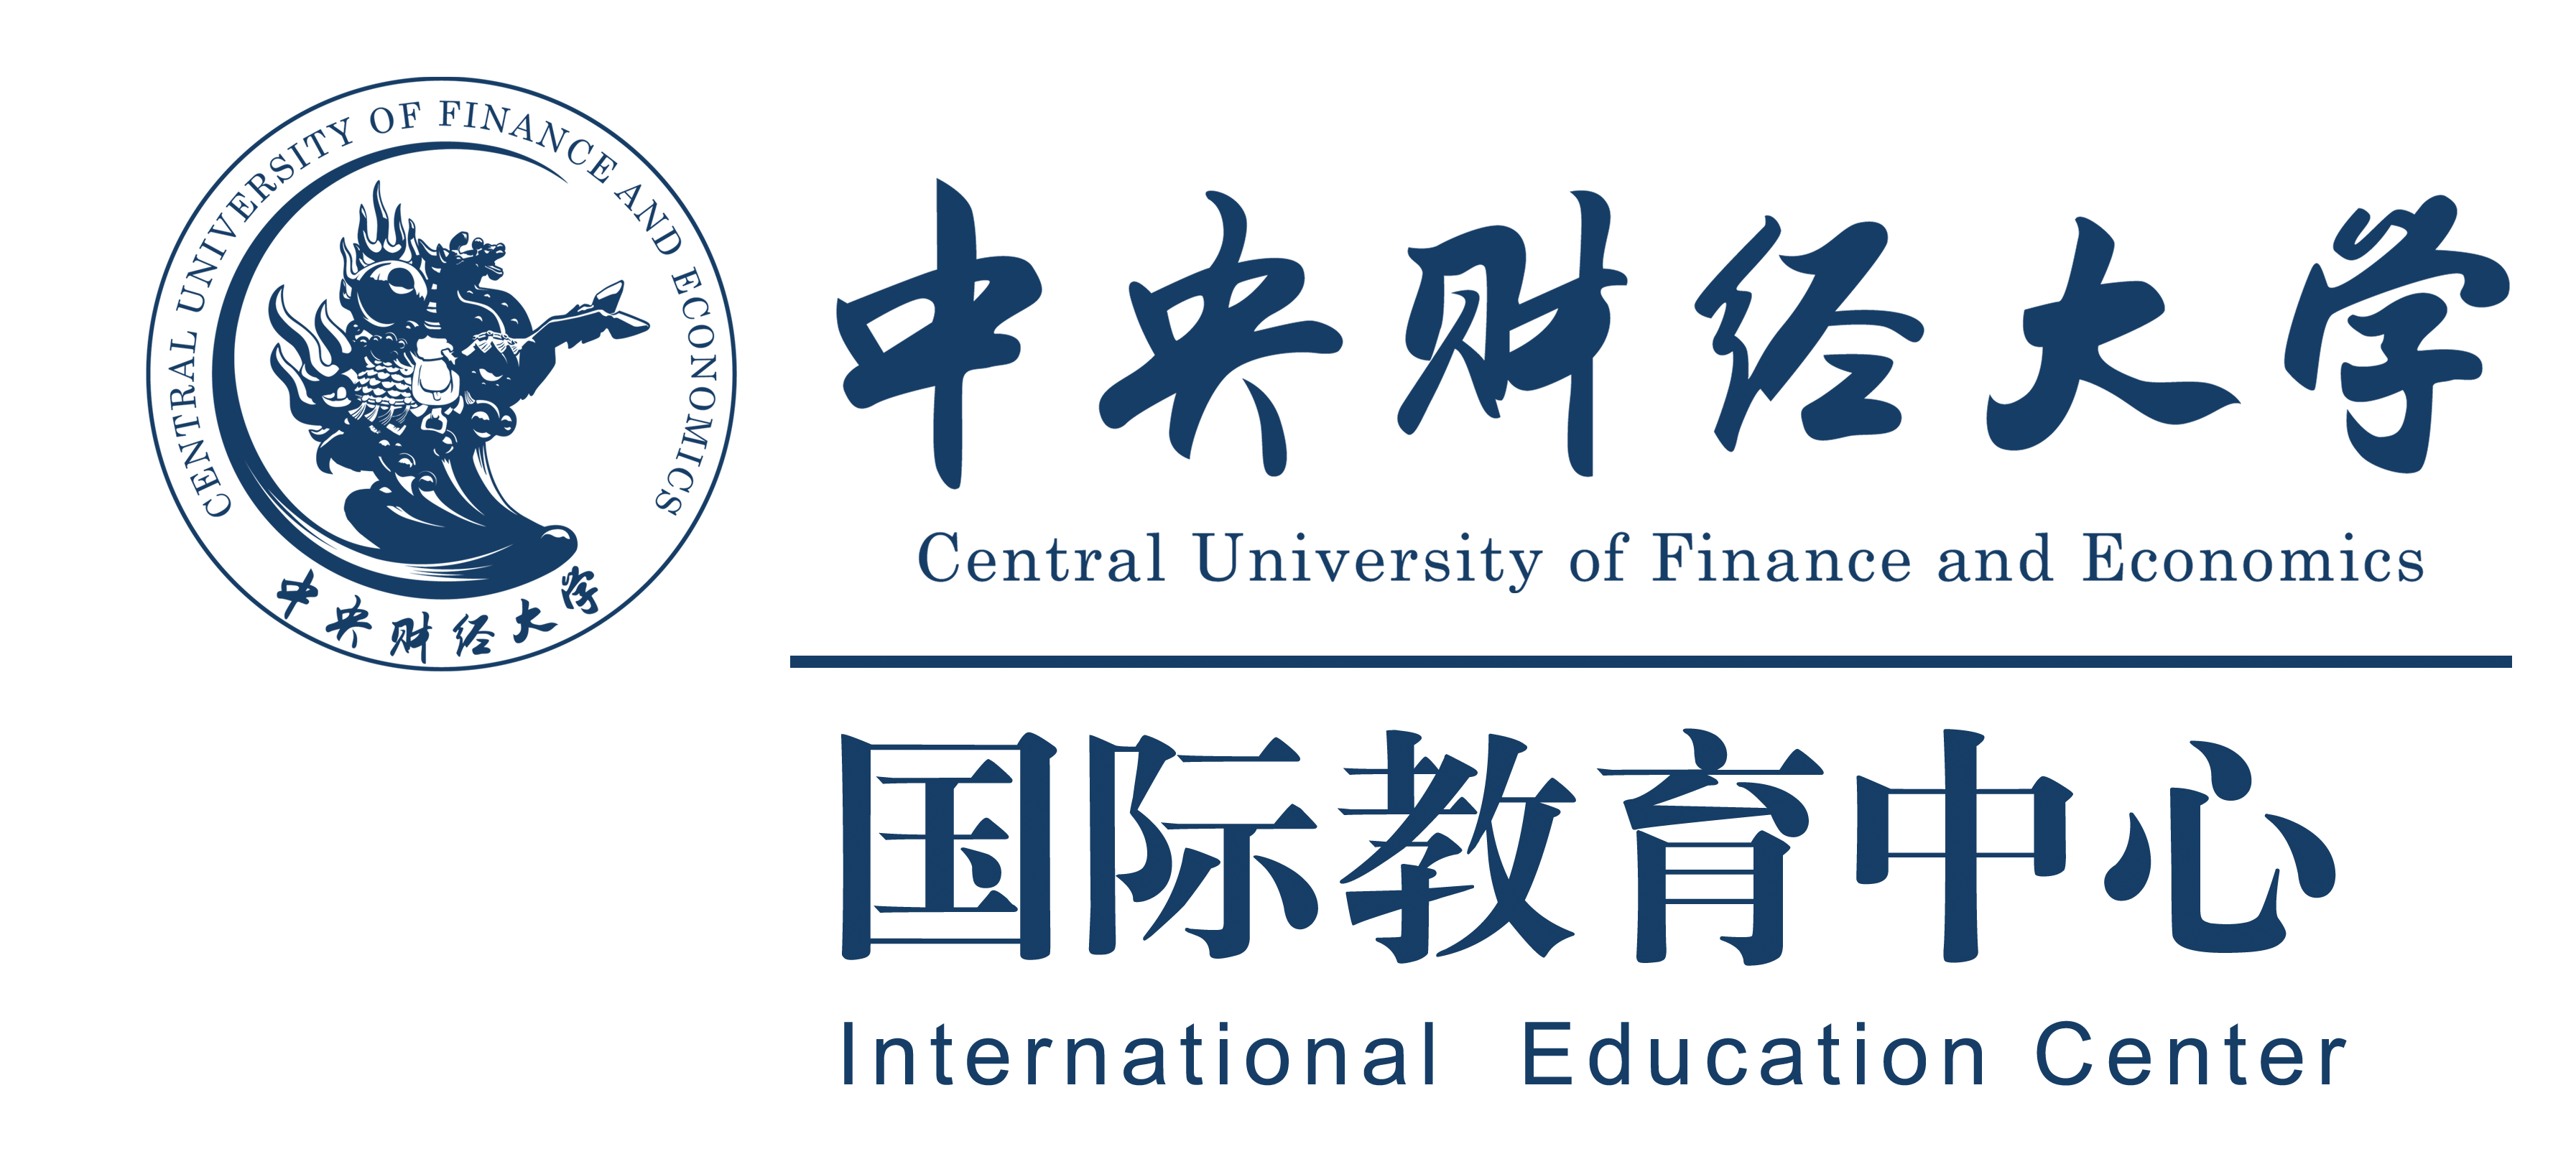 CENTRAL UNIVERSITY OF FINANCE AND ECONOMICS
中央财经大学
中央财经大学
Central University of Finance and Economics
国际教育中心
International Education Center